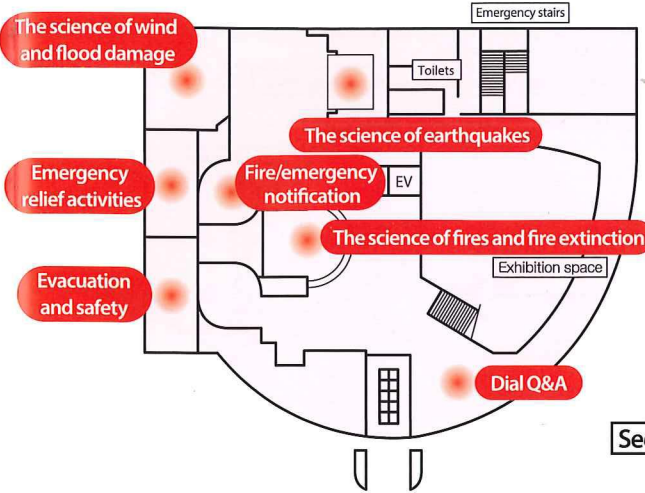 Emergency stairs
The science of wind
and flood damage
Toilets
The science of earthquakes
Emergency
relief activities
Fire/emergency
notification
EV
The science of fires and fire extinction
Exhibition space
Evacuation
and safety
Dial Q&A